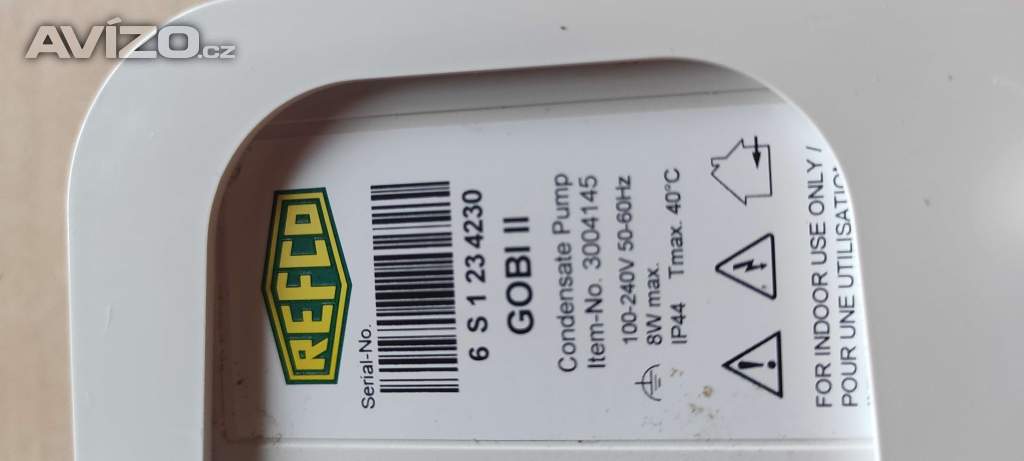 AVÍZO.cz
REFCO
Serial-No.
6 S 1 23 4230
GOBI II
Condensate Pump
Item-No. 3004145
100-240V 50-60Hz
8W max.
IP44 Tmax. 40°C
FOR INDOOR USE ONLY /
POUR UNE UTILISATION